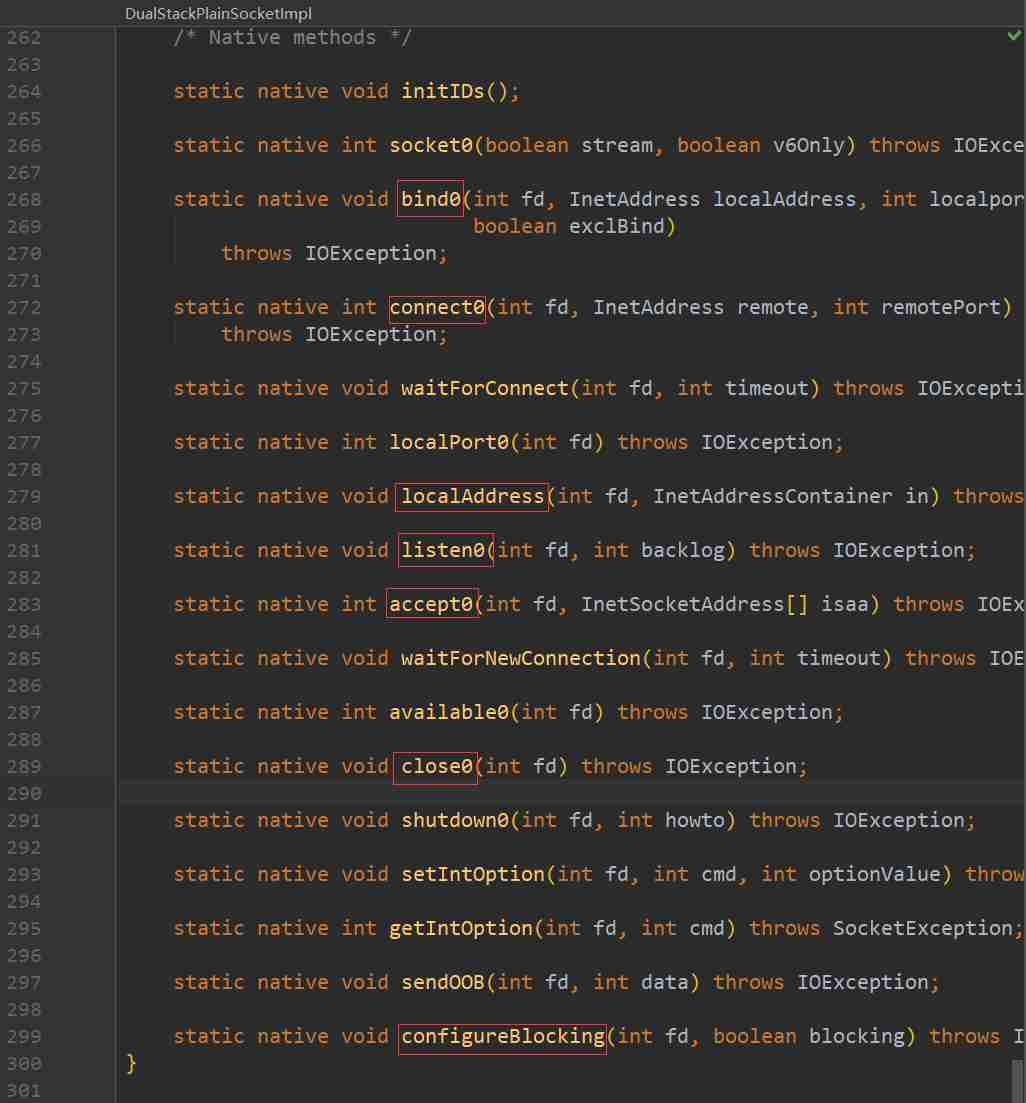 DualStackPlainSocketImpl
262 /* Native methods */
263
264 static native void initIDs();
265
266 static native int socket0(boolean stream, boolean v6Only) throws IOExce
267
268 static native void bind0(int fd, InetAddress localAddress, int localpor
269 boolean exclBind)
270 throws IOException;
271
272 static native int connect0(int fd, InetAddress remote, int remotePort)
273 throws IOException;
274
275 static native void waitForConnect(int fd, int timeout) throws IOExcepti
276
277 static native int localPort0(int fd) throws IOException;
278
279 static native void localAddress(int fd, InetAddressContainer in) throws
280
281 static native void listen0(int fd, int backlog) throws IOException;
282
283 static native int accept0(int fd, InetSocketAddress[] isaa) throws IOEx
284
285 static native void waitForNewConnection(int fd, int timeout) throws IOE
286
287 static native int available0(int fd) throws IOException;
288
289 static native void close0(int fd) throws IOException;
290
291 static native void shutdown0(int fd, int howto) throws IOException;
292
293 static native void setIntOption(int fd, int cmd, int optionValue) throw
294
295 static native int getIntOption(int fd, int cmd) throws SocketException;
296
297 static native void sendOOB(int fd, int data) throws IOException;
298
299 static native void configureBlocking(int fd, boolean blocking) throws I
300 }
301